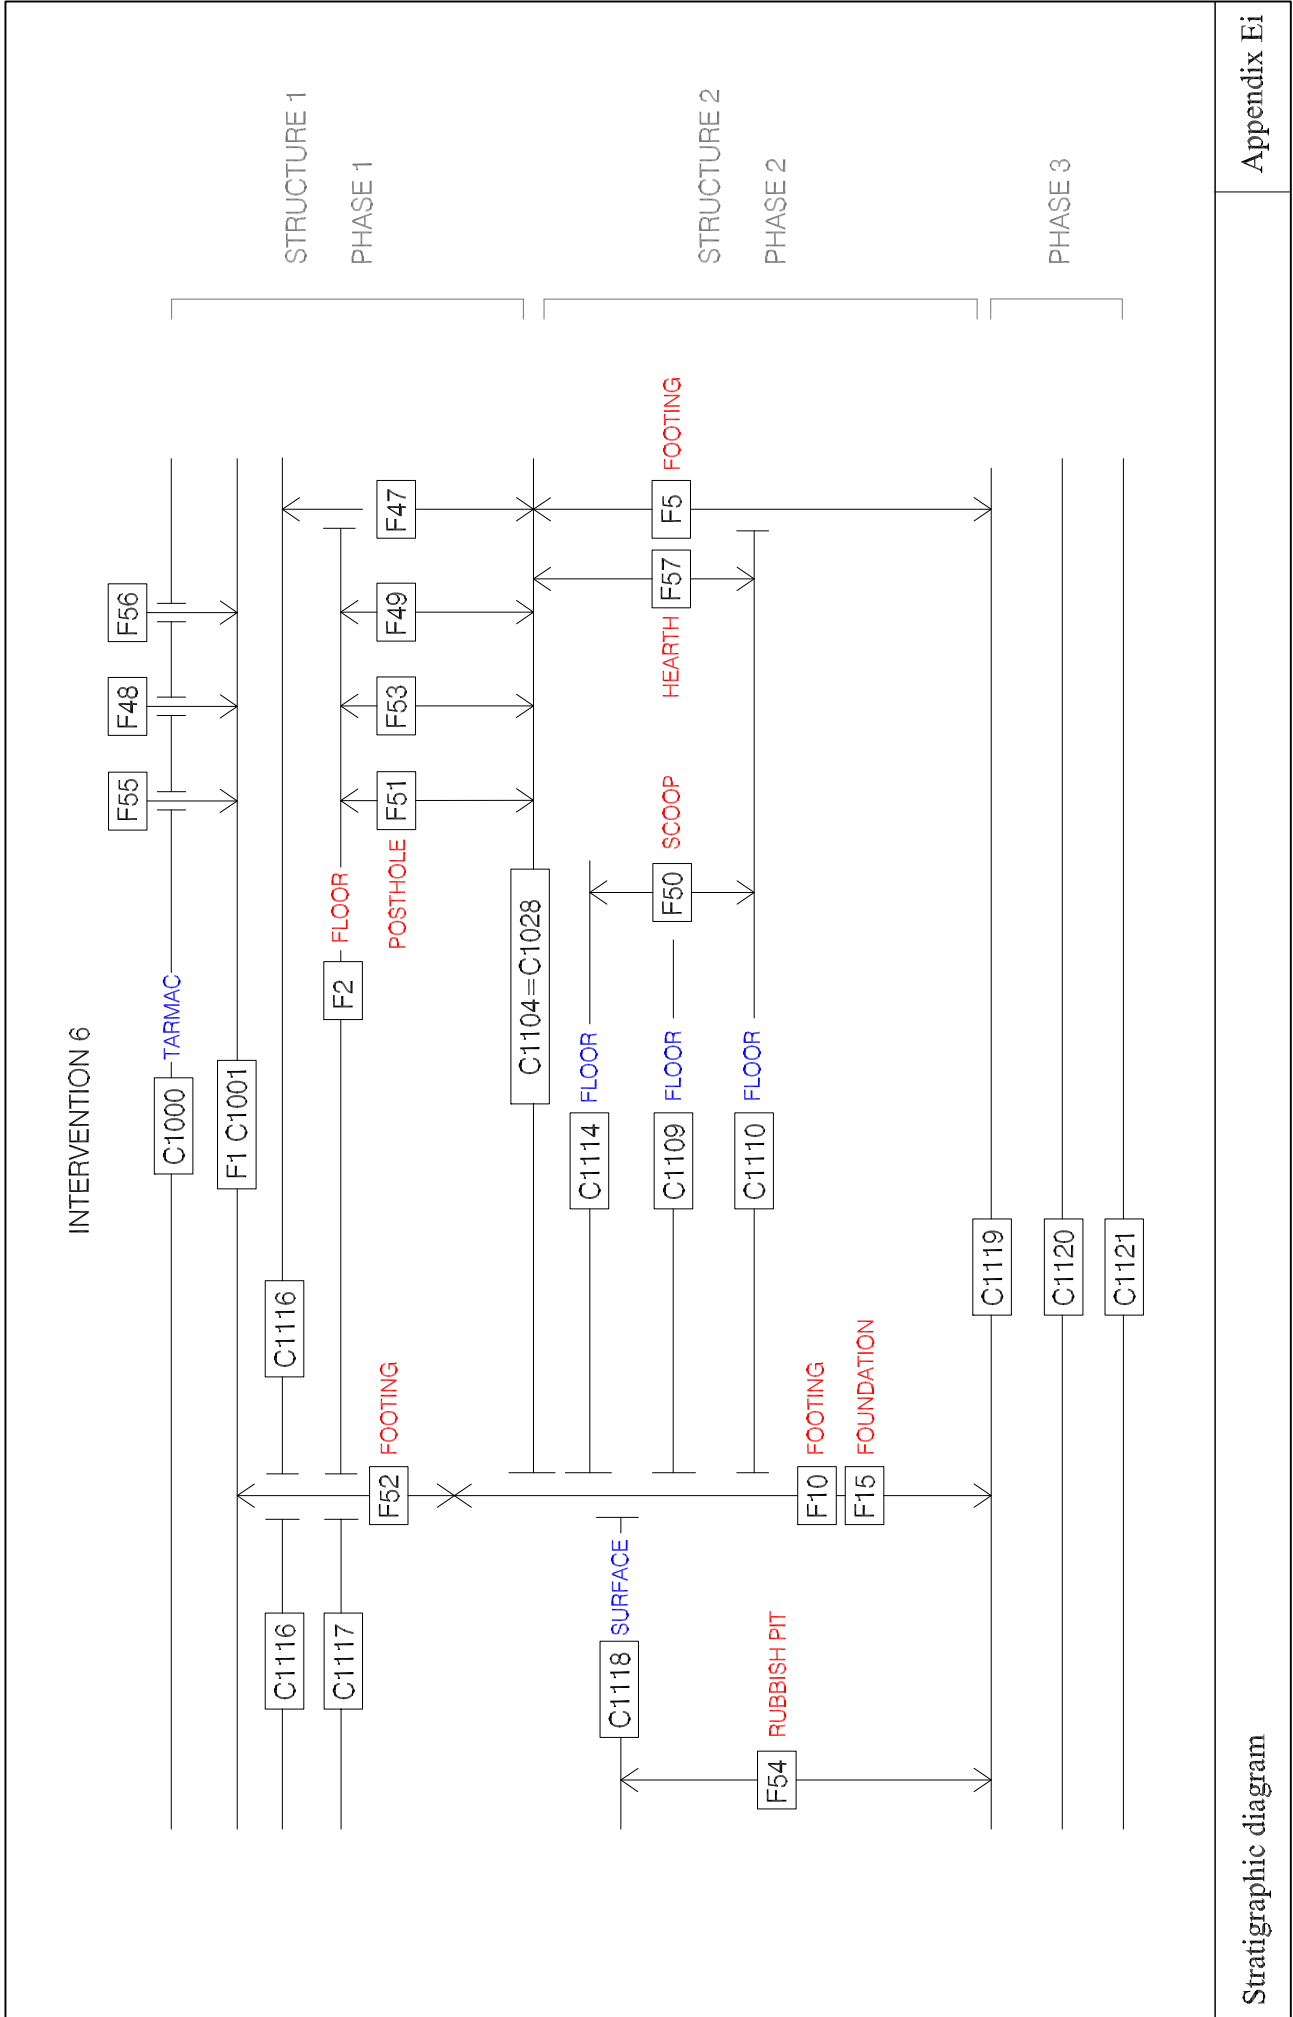 INTERVENTION 6
F55
F48
F56
C1000
TARMAC
F1 C1001
C1116
C1116
STRUCTURE 1
C1117
F2
FLOOR
PHASE 1
F52
FOOTING
POSTHOLE
F51
F53
F49
F47
C1104=C1028
C1114
FLOOR
C1118
SURFACE
C1109
FLOOR
F50
SCOOP
HEARTH
F57
F5
FOOTING
STRUCTURE 2
C1110
FLOOR
PHASE 2
F54
RUBBISH PIT
F10
FOOTING
F15
FOUNDATION
C1119
C1120
PHASE 3
C1121
Stratigraphic diagram
Appendix Ei